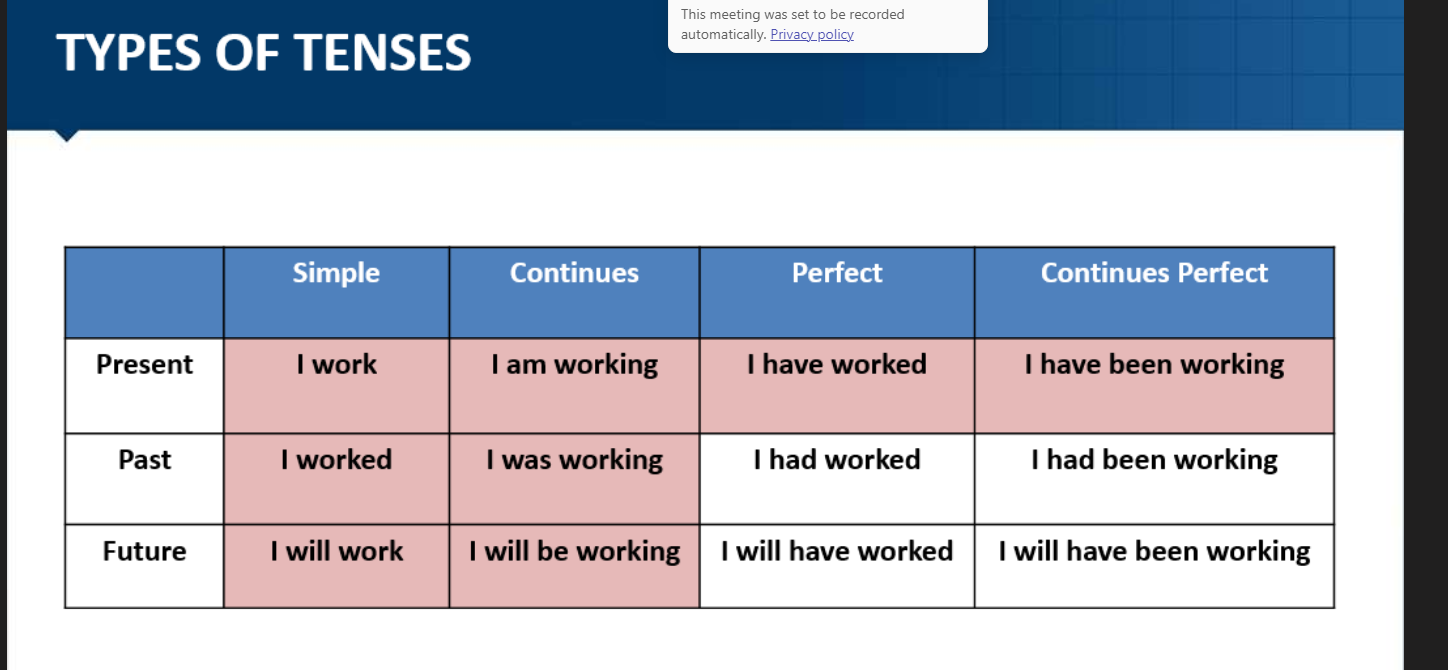 This meeting was set to be recorded
automatically. Privacy policy
TYPES OF TENSES
Simple Continues Perfect Continues Perfect
Present I work I am working I have worked I have been working
Past I worked I was working I had worked I had been working
Future I will work I will be working I will have worked I will have been working